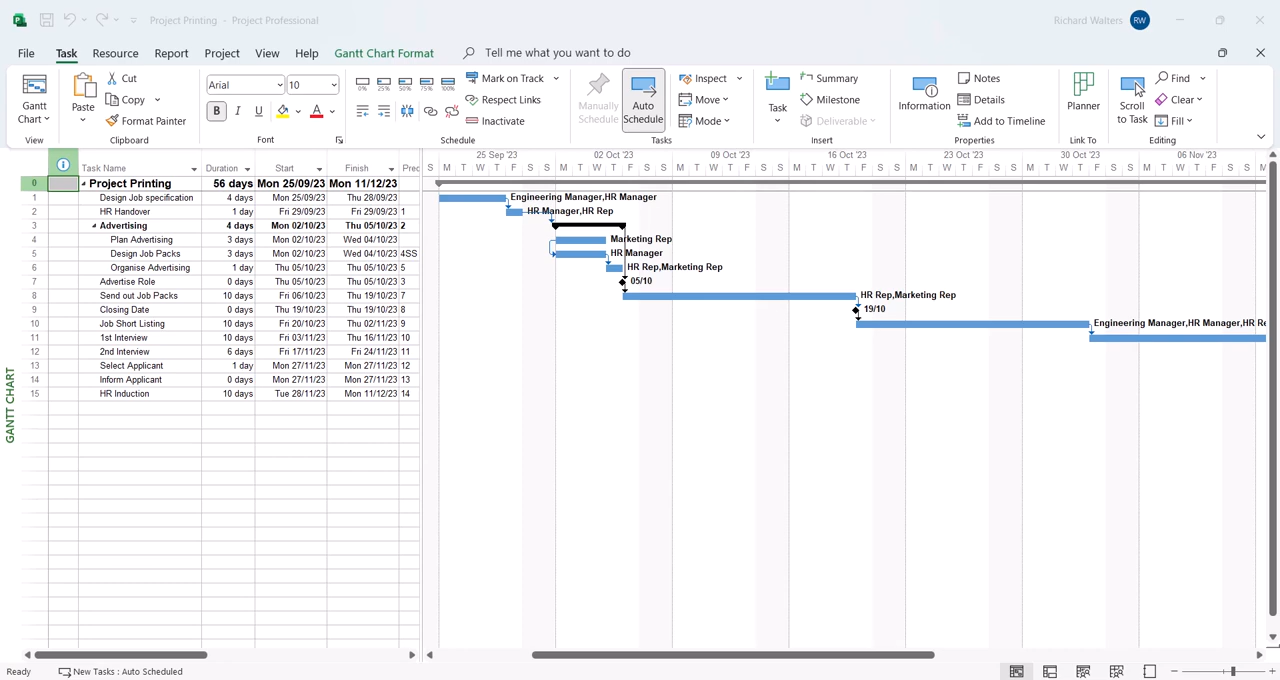 Project Printing - Project Professional
Richard Walters RW
File Task Resource Report Project View Help Gantt Chart Format Tell me what you want to do
Gantt Chart
View
Paste
Cut
Copy
Format Painter
Clipboard
Arial 10
B I U A
Font
0% 25% 50% 75% 100%
Mark on Track
Respect Links
Inactivate
Schedule
Manually Schedule
Auto Schedule
Inspect
Move
Mode
Tasks
Task
Summary
Milestone
Deliverable
Insert
Information
Notes
Details
Add to Timeline
Properties
Planner
Link To
Scroll to Task
Find
Clear
Fill
Editing
Task Name Duration Start Finish Prec
25 Sep '23 02 Oct '23 09 Oct '23 16 Oct '23 23 Oct '23 30 Oct '23 06 Nov '23
S M T W T F S S M T W T F S S M T W T F S S M T W T F S S M T W T F S S M T W T F S S M T W T F S S M
0 Project Printing 56 days Mon 25/09/23 Mon 11/12/23
1 Design Job specification 4 days Mon 25/09/23 Thu 28/09/23 Engineering Manager,HR Manager
2 HR Handover 1 day Fri 29/09/23 Fri 29/09/23 1 HR Manager,HR Rep
3 Advertising 4 days Mon 02/10/23 Thu 05/10/23 2
4 Plan Advertising 3 days Mon 02/10/23 Wed 04/10/23 Marketing Rep
5 Design Job Packs 3 days Mon 02/10/23 Wed 04/10/23 4SS HR Manager
6 Organise Advertising 1 day Thu 05/10/23 Thu 05/10/23 5 HR Rep,Marketing Rep
7 Advertise Role 0 days Thu 05/10/23 Thu 05/10/23 3 05/10
8 Send out Job Packs 10 days Fri 06/10/23 Thu 19/10/23 7 HR Rep,Marketing Rep
9 Closing Date 0 days Thu 19/10/23 Thu 19/10/23 8 19/10
10 Job Short Listing 10 days Fri 20/10/23 Thu 02/11/23 9 Engineering Manager,HR Manager,HR Re
11 1st Interview 10 days Fri 03/11/23 Thu 16/11/23 10
12 2nd Interview 6 days Fri 17/11/23 Fri 24/11/23 11
13 Select Applicant 1 day Mon 27/11/23 Mon 27/11/23 12
14 Inform Applicant 0 days Mon 27/11/23 Mon 27/11/23 13
15 HR Induction 10 days Tue 28/11/23 Mon 11/12/23 14
GANTT CHART
Ready New Tasks : Auto Scheduled